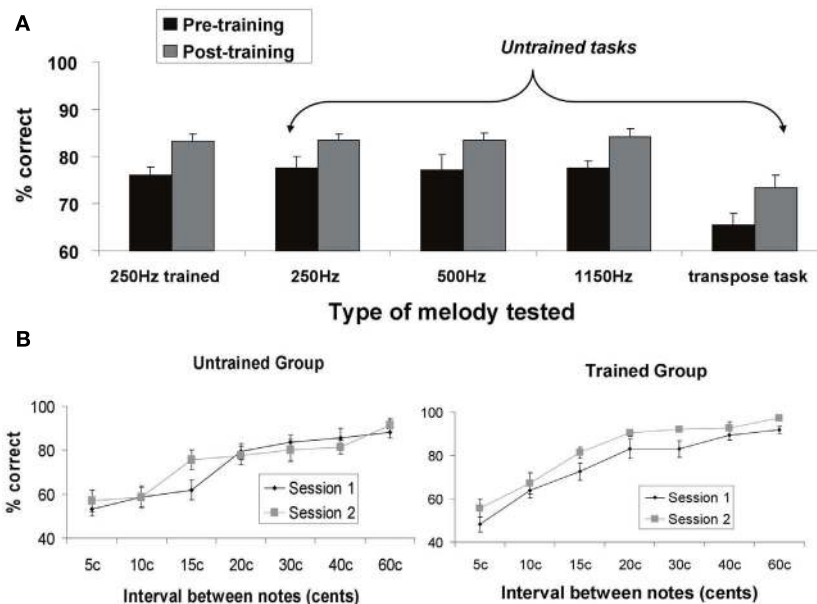 A
Pre-training
Post-training
Untrained tasks
% correct
100
90
80
70
60
250Hz trained
250Hz
500Hz
1150Hz
transpose task
Type of melody tested
B
Untrained Group
% correct
100
80
60
40
Session 1
Session 2
5c
10c
15c
20c
30c
40c
60c
Interval between notes (cents)
Trained Group
100
80
60
40
Session 1
Session 2
5c
10c
15c
20c
30c
40c
60c
Interval between notes (cents)